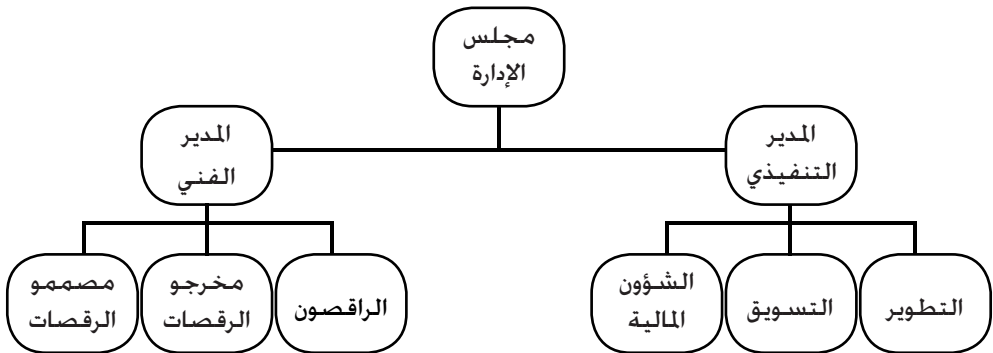 مجلس
الإدارة
المدير
التنفيذي
المدير
الفني
التطوير
التسويق
الشؤون
المالية
الراقصون
مخرجو
الرقصات
مصممو
الرقصات